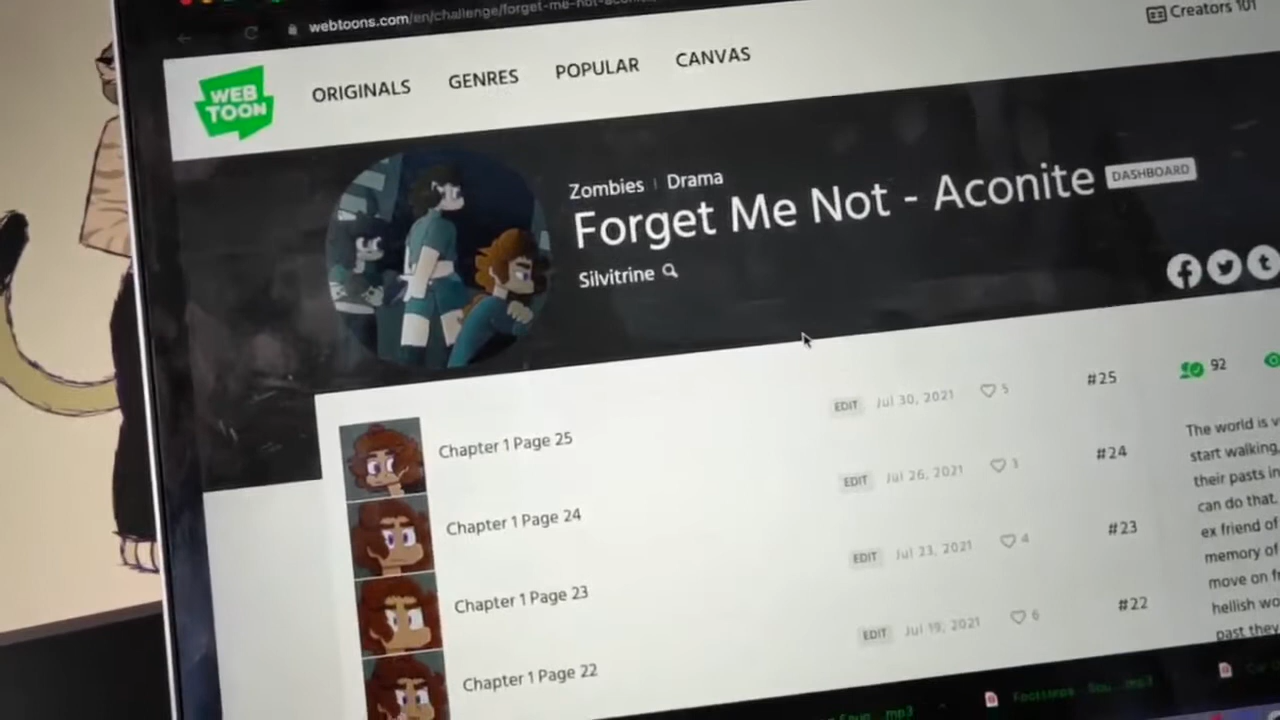 webtoons.com/en/challenge/forget-me-not-aconite
Creators 101
WEB
TOON
ORIGINALS
GENRES
POPULAR
CANVAS
Zombies | Drama
Forget Me Not - Aconite
DASHBOARD
Silvitrine
Chapter 1 Page 25
EDIT
Jul 30, 2021
5
#25
92
Chapter 1 Page 24
EDIT
Jul 26, 2021
3
#24
Chapter 1 Page 23
EDIT
Jul 23, 2021
4
#23
Chapter 1 Page 22
EDIT
Jul 19, 2021
6
#22
The world is
start walking,
their pasts in
can do that.
ex friend of
memory of
move on
hellish
past they
.mp3
Footsteps Sou...mp3